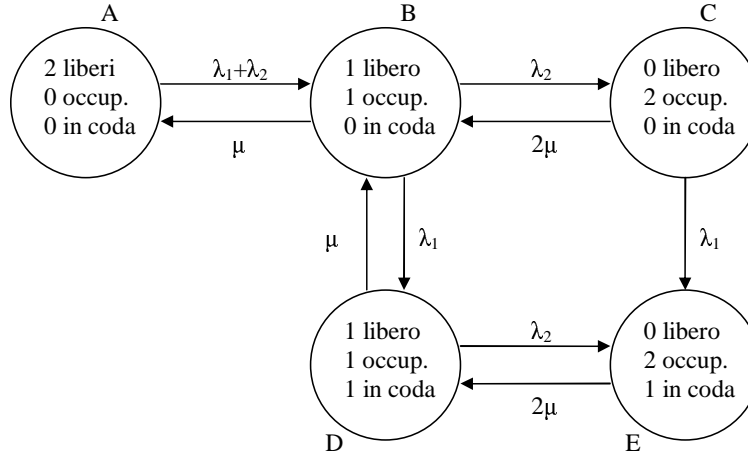 A
B
C
2 liberi
0 occup.
0 in coda
λ1+λ2
μ
1 libero
1 occup.
0 in coda
λ2
2μ
0 libero
2 occup.
0 in coda
μ
λ1
λ1
1 libero
1 occup.
1 in coda
λ2
2μ
0 libero
2 occup.
1 in coda
D
E